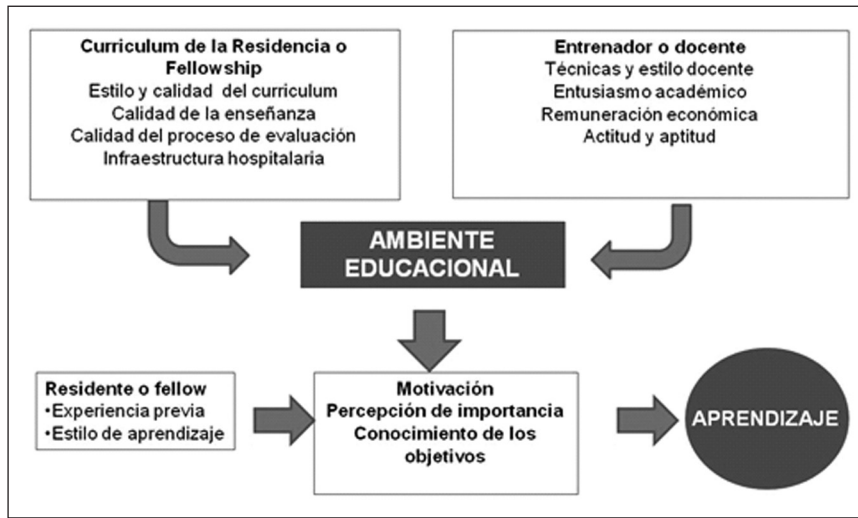 Curriculum de la Residencia o
Fellowship
Estilo y calidad del curriculum
Calidad de la enseñanza
Calidad del proceso de evaluación
Infraestructura hospitalaria
Entrenador o docente
Técnicas y estilo docente
Entusiasmo académico
Remuneración económica
Actitud y aptitud
AMBIENTE
EDUCACIONAL
Residente o fellow
•Experiencia previa
•Estilo de aprendizaje
Motivación
Percepción de importancia
Conocimiento de los
objetivos
APRENDIZAJE